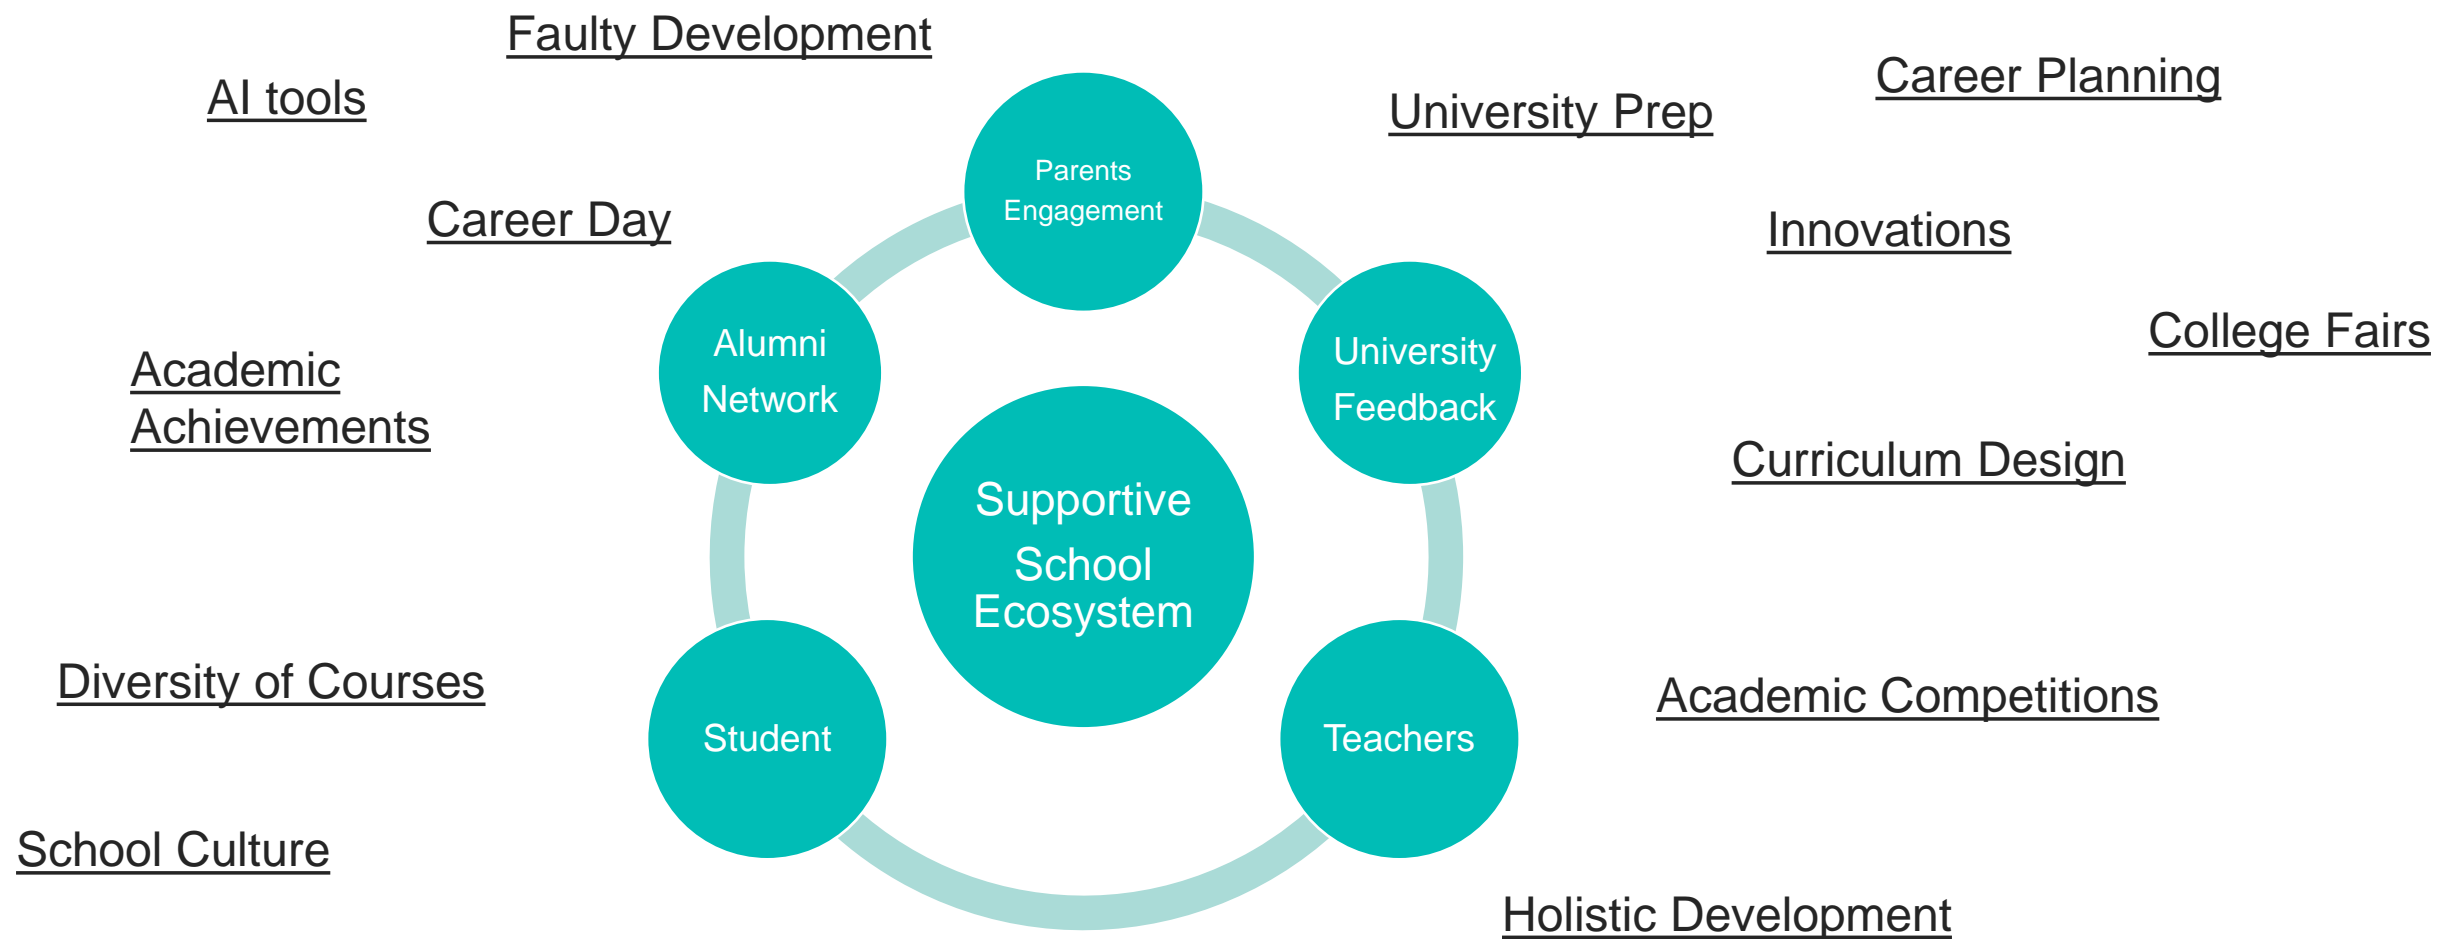 Faulty Development
AI tools
Career Planning
University Prep
Parents
Engagement
Career Day
Innovations
Alumni
Network
University
Feedback
College Fairs
Academic
Achievements
Curriculum Design
Supportive
School
Ecosystem
Diversity of Courses
Academic Competitions
Student
Teachers
School Culture
Holistic Development